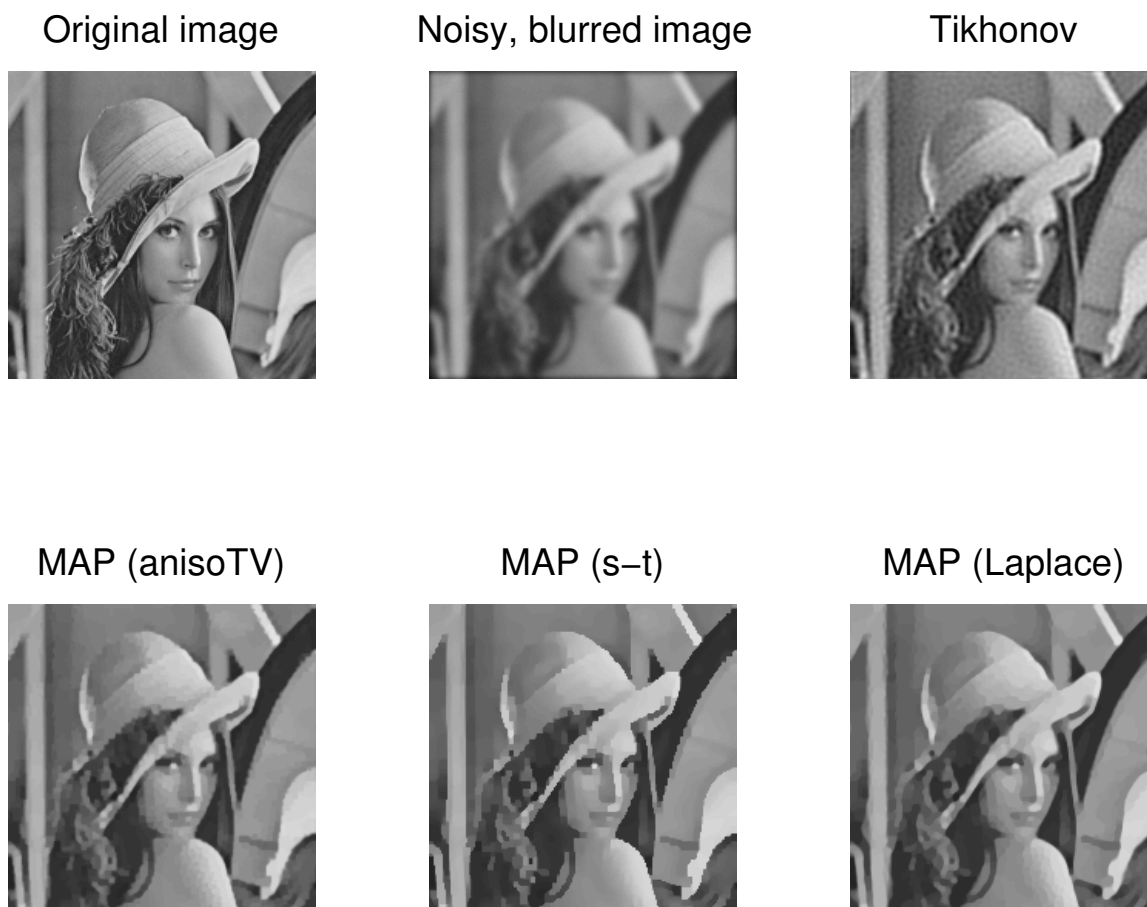 Original image
Noisy, blurred image
Tikhonov
MAP (anisoTV)
MAP (s−t)
MAP (Laplace)